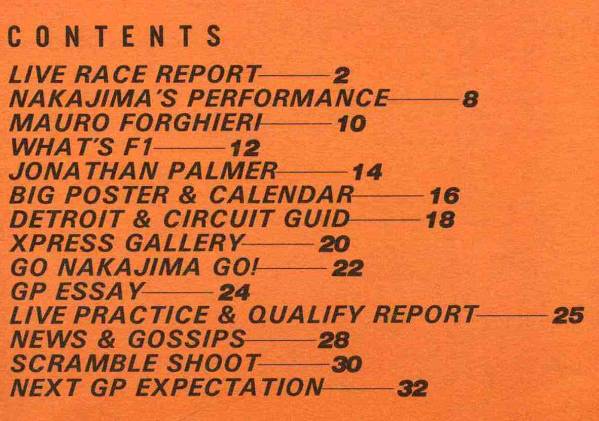 CONTENTS
LIVE RACE REPORT——2
NAKAJIMA'S PERFORMANCE——8
MAURO FORGHIERI——10
WHAT'S F1——12
JONATHAN PALMER——14
BIG POSTER & CALENDAR——16
DETROIT & CIRCUIT GUID——18
XPRESS GALLERY——20
GO NAKAJIMA GO!——22
GP ESSAY——24
LIVE PRACTICE & QUALIFY REPORT——25
NEWS & GOSSIPS——28
SCRAMBLE SHOOT——30
NEXT GP EXPECTATION——32